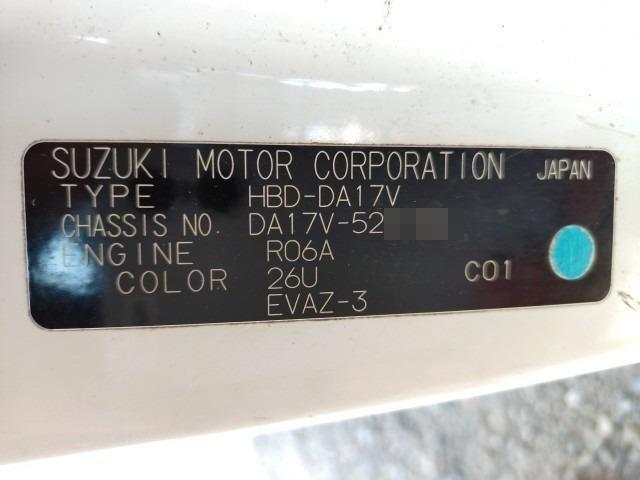 SUZUKI MOTOR CORPORATION JAPAN
TYPE HBD-DA17V
CHASSIS NO. DA17V-52
ENGINE R06A
COLOR 26U C01
EVAZ-3